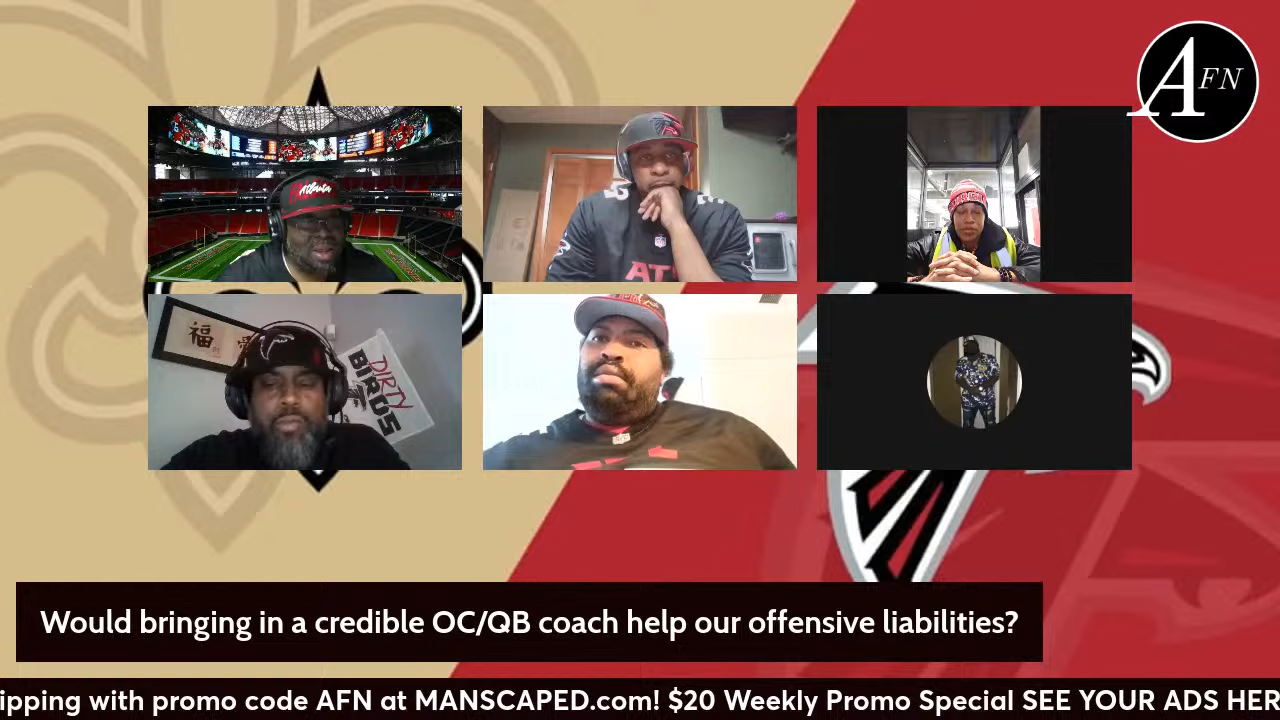 AFN
Atlanta
ATL
福
DIRTY
BIRDS
Would bringing in a credible OC/QB coach help our offensive liabilities?
ipping with promo code AFN at MANSCAPED.com! $20 Weekly Promo Special SEE YOUR ADS HER